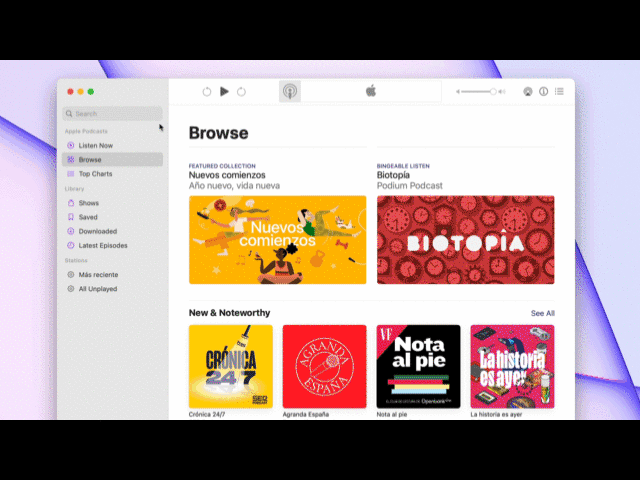 Search
Apple Podcasts
Listen Now
Browse
Top Charts
Library
Shows
Saved
Downloaded
Latest Episodes
Stations
Más reciente
All Unplayed
Browse
FEATURED COLLECTION
Nuevos comienzos
Año nuevo, vida nueva
Nuevos
comienzos
BINGEABLE LISTEN
Biotopía
Podium Podcast
BIOTOPÍA
New & Noteworthy
See All
CRÓNICA
24/7
SER
PODCAST
Crónica 24/7
AGRANDA
ESPAÑA
Agranda España
VF
Nota
al pie
Openbank
Nota al pie
La historia
es ayer
La historia es ayer